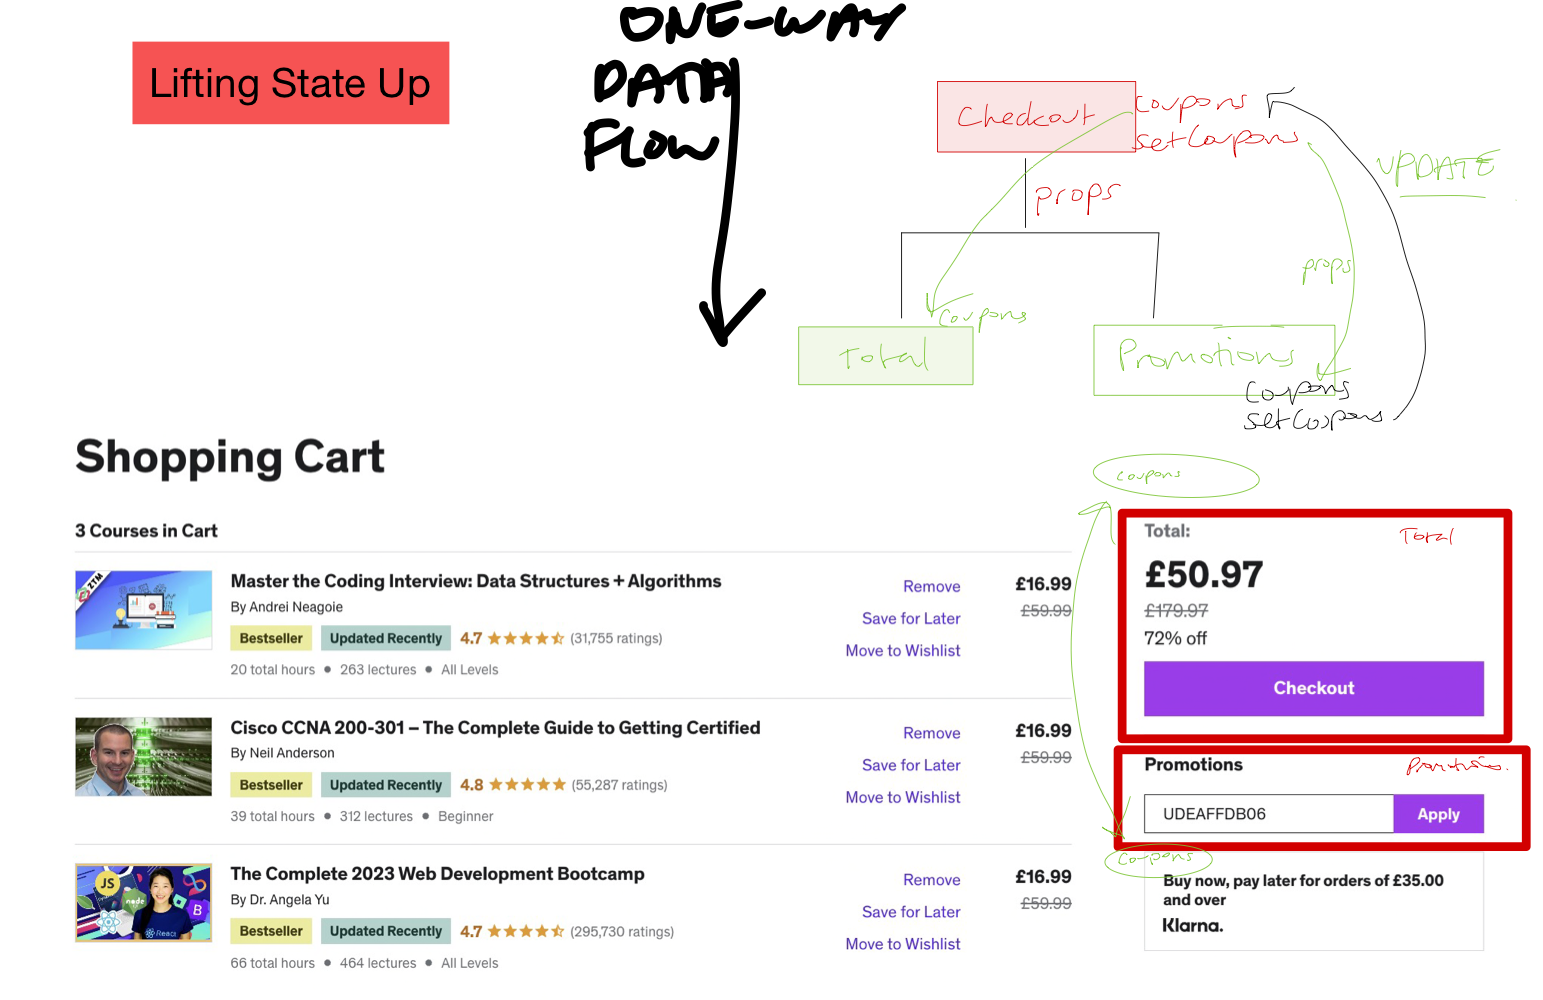 ONE-WAY
DATA
FLOW
Lifting State Up
Checkout
coupons
setCoupons
UPDATE
props
props
Coupons
Total
Promotions
Coupons
setCoupons
Shopping Cart
Coupons
3 Courses in Cart
ZTM
Master the Coding Interview: Data Structures + Algorithms
By Andrei Neagoie
Bestseller Updated Recently 4.7 (31,755 ratings)
20 total hours • 263 lectures • All Levels
Remove
Save for Later
Move to Wishlist
£16.99
£59.99
Cisco CCNA 200-301 – The Complete Guide to Getting Certified
By Neil Anderson
Bestseller Updated Recently 4.8 (55,287 ratings)
39 total hours • 312 lectures • Beginner
Remove
Save for Later
Move to Wishlist
£16.99
£59.99
JS
node
B
React
The Complete 2023 Web Development Bootcamp
By Dr. Angela Yu
Bestseller Updated Recently 4.7 (295,730 ratings)
66 total hours • 464 lectures • All Levels
Remove
Save for Later
Move to Wishlist
£16.99
£59.99
Total:
Total
£50.97
£179.97
72% off
Checkout
Promotions
Promotions.
UDEAFFDB06
Apply
Coupons
Buy now, pay later for orders of £35.00
and over
Klarna.